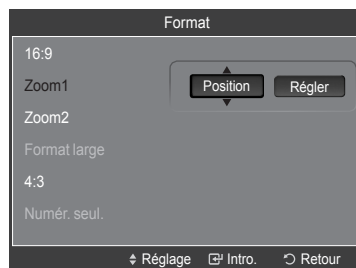 Format
16:9
Zoom1
Position Régler
Zoom2
Format large
4:3
Numér. seul.
Réglage Intro. Retour